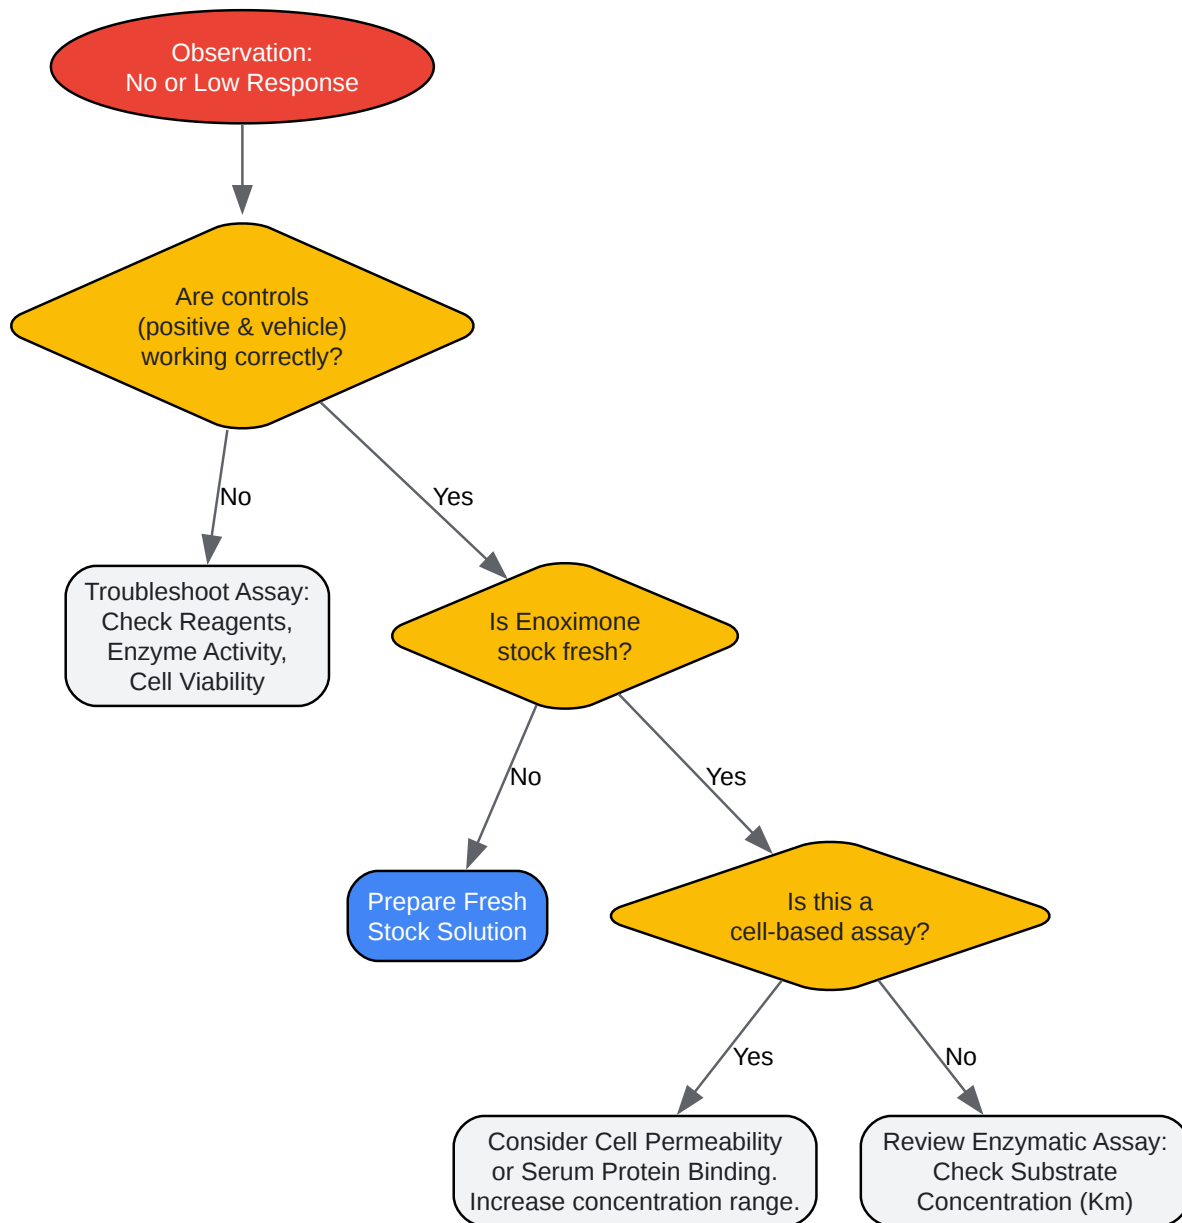 Observation:
No or Low Response
Are controls
(positive & vehicle)
working correctly?
No
Yes
Troubleshoot Assay:
Check Reagents,
Enzyme Activity,
Cell Viability
Is Enoximone
stock fresh?
No
Yes
Prepare Fresh
Stock Solution
Is this a
cell-based assay?
Yes
No
Consider Cell Permeability
or Serum Protein Binding.
Increase concentration range.
Review Enzymatic Assay:
Check Substrate
Concentration (Km)